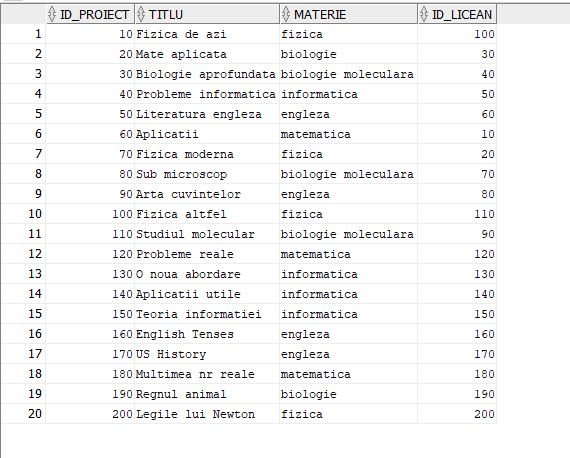 ID_PROIECT TITLU MATERIE ID_LICEAN
1 10 Fizica de azi fizica 100
2 20 Mate aplicata biologie 30
3 30 Biologie aprofundata biologie moleculara 40
4 40 Probleme informatica informatica 50
5 50 Literatura engleza engleza 60
6 60 Aplicatii matematica 10
7 70 Fizica moderna fizica 20
8 80 Sub microscop biologie moleculara 70
9 90 Arta cuvintelor engleza 80
10 100 Fizica altfel fizica 110
11 110 Studiul molecular biologie moleculara 90
12 120 Probleme reale matematica 120
13 130 O noua abordare informatica 130
14 140 Aplicatii utile informatica 140
15 150 Teoria informatiei informatica 150
16 160 English Tenses engleza 160
17 170 US History engleza 170
18 180 Multimea nr reale matematica 180
19 190 Regnul animal biologie 190
20 200 Legile lui Newton fizica 200